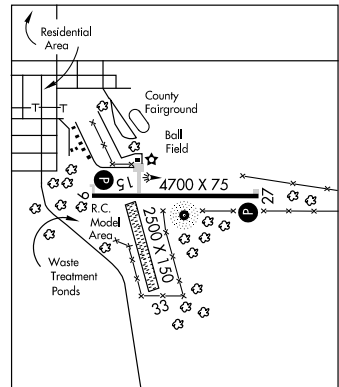 Residential
Area
T
T
County
Fairground
Ball
Field
P
15
4700 X 75
9
27
P
R.C.
Model
Area
2500 X 150
Waste
Treatment
Ponds
33